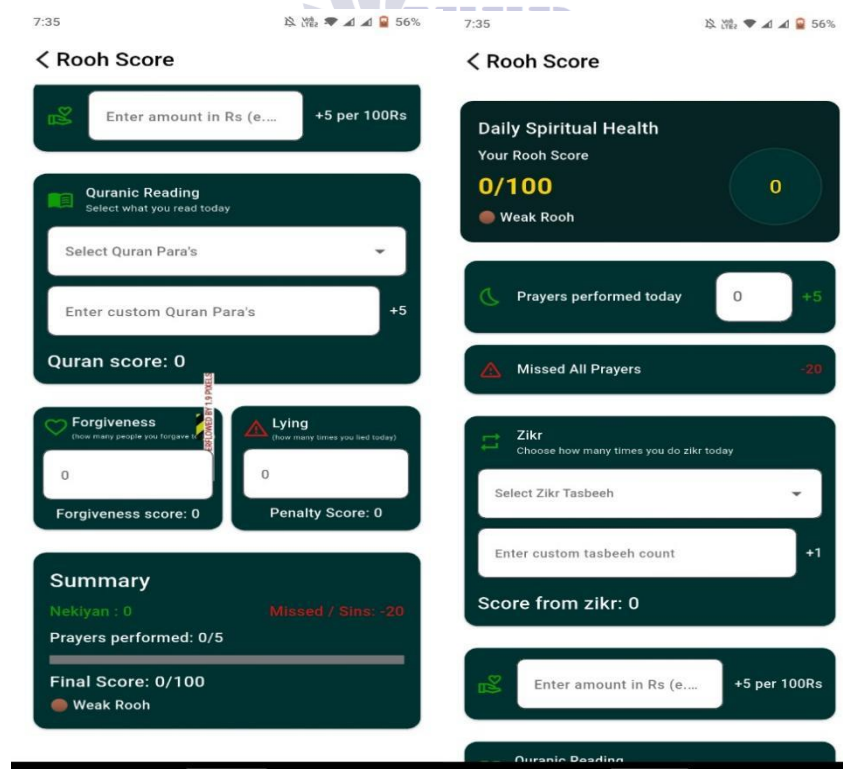 7:35
56%
Rooh Score
Enter amount in Rs (e....
+5 per 100Rs
Quranic Reading
Select what you read today
Select Quran Para's
Enter custom Quran Para's
+5
Quran score: 0
Forgiveness
(how many people you forgave
0
Forgiveness score: 0
OVERFLOWED BY 1.9 PIXELS
Lying
(how many times you lied today)
0
Penalty Score: 0
Summary
Nekiyan : 0
Missed / Sins: -20
Prayers performed: 0/5
Final Score: 0/100
Weak Rooh
7:35
56%
Rooh Score
Daily Spiritual Health
Your Rooh Score
0/100
0
Weak Rooh
Prayers performed today
0
+5
Missed All Prayers
-20
Zikr
Choose how many times you do zikr today
Select Zikr Tasbeeh
Enter custom tasbeeh count
+1
Score from zikr: 0
Enter amount in Rs (e....
+5 per 100Rs
Quranic Reading